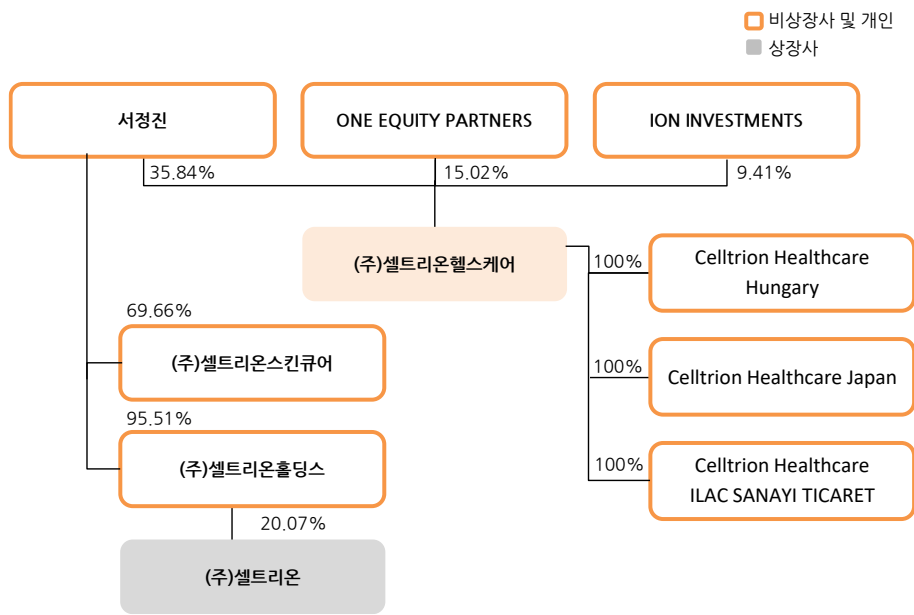 비상장사 및 개인
상장사
서정진
ONE EQUITY PARTNERS
ION INVESTMENTS
35.84%
15.02%
9.41%
(주)셀트리온헬스케어
100%
Celltrion Healthcare
Hungary
69.66%
(주)셀트리온스킨큐어
100%
Celltrion Healthcare Japan
95.51%
(주)셀트리온홀딩스
100%
Celltrion Healthcare
ILAC SANAYI TICARET
20.07%
(주)셀트리온